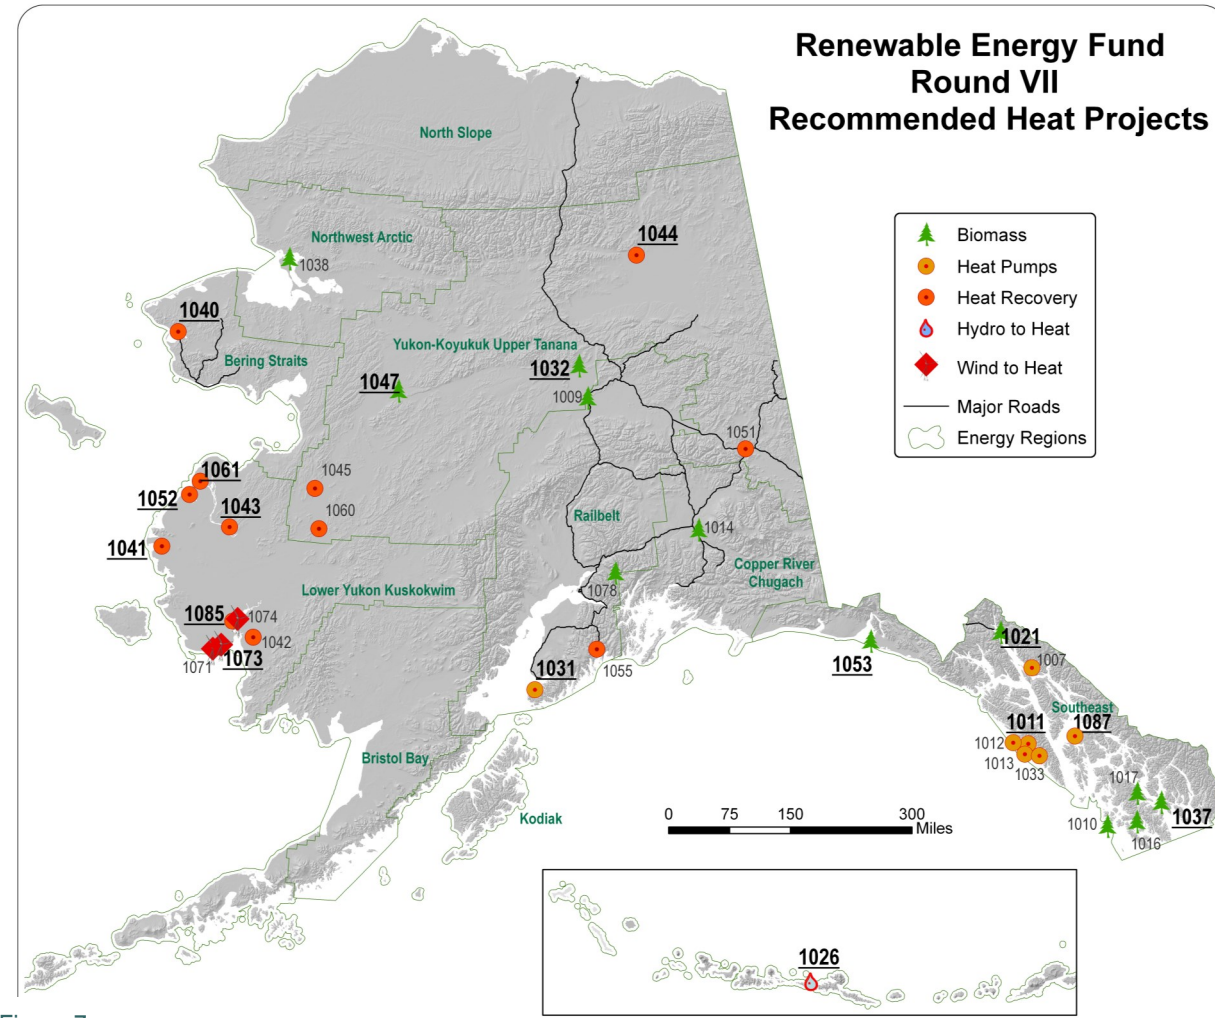 Renewable Energy Fund
Round VII
Recommended Heat Projects
North Slope
Northwest Arctic
1038
1044
1040
Bering Straits
Yukon-Koyukuk Upper Tanana
1047
1032
1009
1051
1061
1052
1043
1041
1045
1060
Railbelt
1014
Copper River
Chugach
1078
Lower Yukon Kuskokwim
1085
1074
1042
1071
1073
1055
1031
1053
1021
1007
Southeast
1011
1087
1012
1013
1033
1017
1010
1016
1037
Bristol Bay
Kodiak
Biomass
Heat Pumps
Heat Recovery
Hydro to Heat
Wind to Heat
Major Roads
Energy Regions
0 75 150 300
Miles
1026